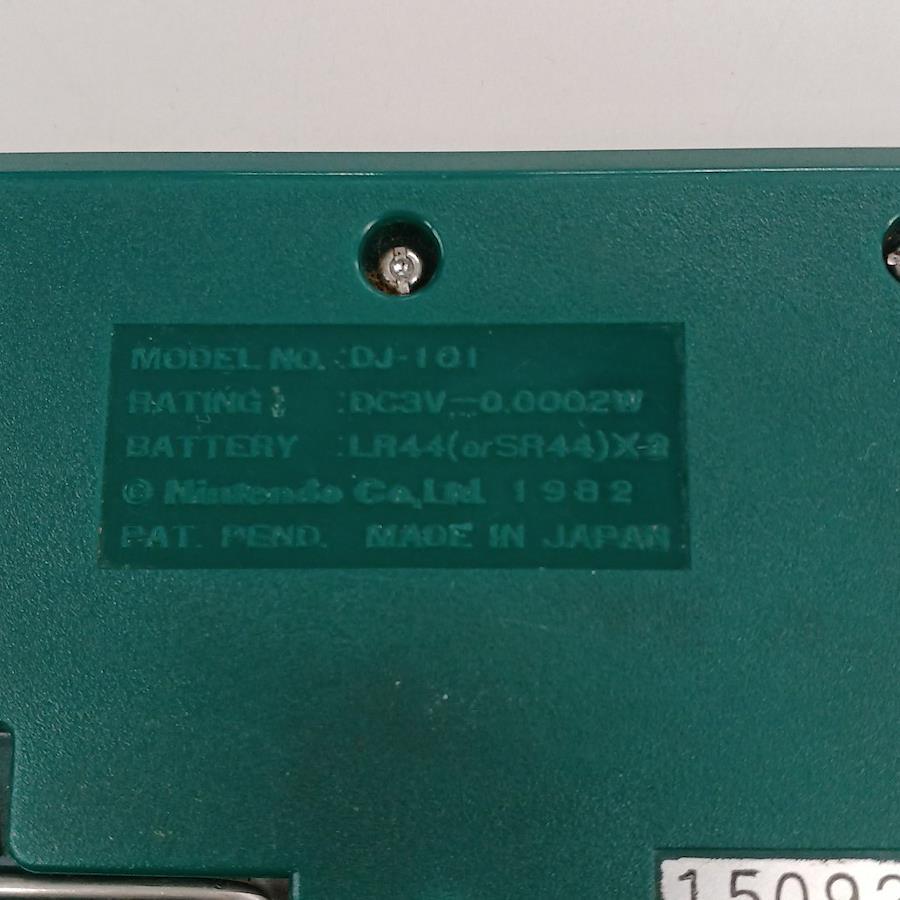 MODEL NO. :DJ-101
RATING :DC3V 0.0002W
BATTERY :LR44(orSR44)X2
© Nintendo Co.,Ltd. 1982
PAT. PEND. MADE IN JAPAN
15092